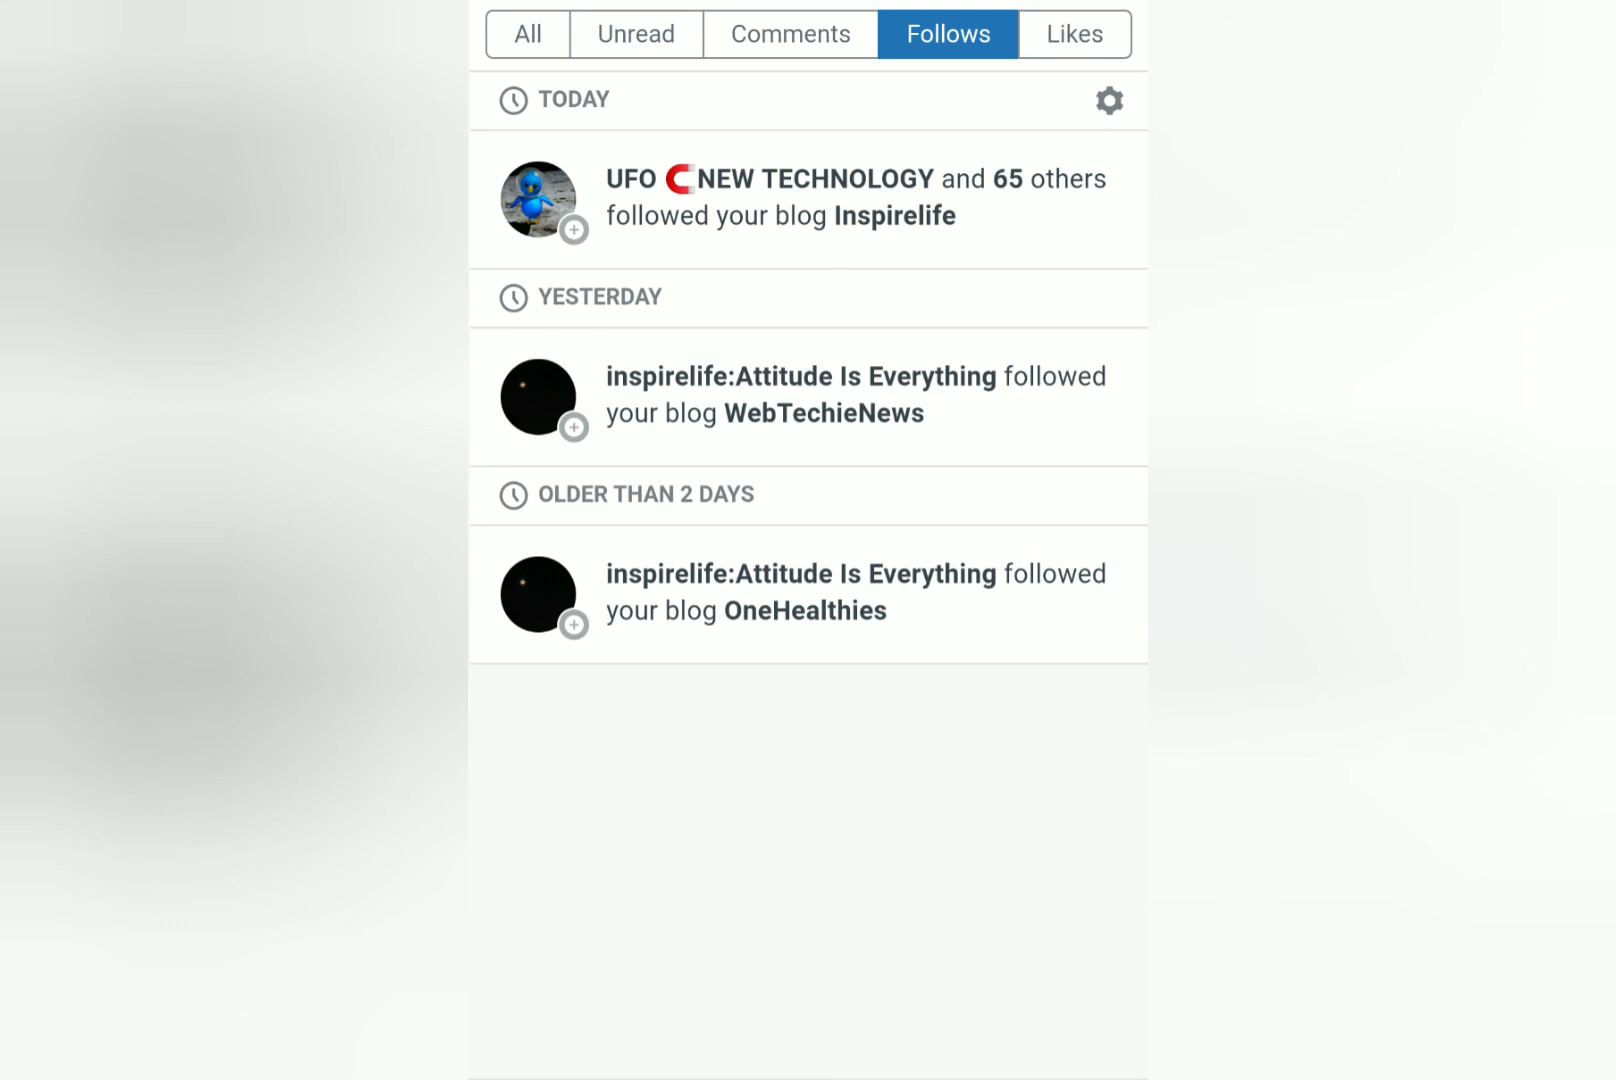 All Unread Comments Follows Likes
TODAY
UFO 🧲NEW TECHNOLOGY and 65 others
followed your blog Inspirelife
YESTERDAY
inspirelife:Attitude Is Everything followed
your blog WebTechieNews
OLDER THAN 2 DAYS
inspirelife:Attitude Is Everything followed
your blog OneHealthies